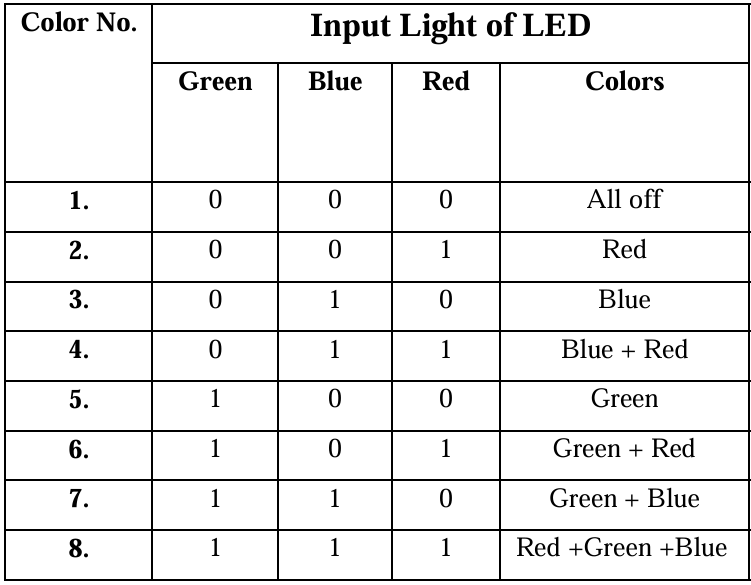 Color No. Input Light of LED
Green Blue Red Colors
1. 0 0 0 All off
2. 0 0 1 Red
3. 0 1 0 Blue
4. 0 1 1 Blue + Red
5. 1 0 0 Green
6. 1 0 1 Green + Red
7. 1 1 0 Green + Blue
8. 1 1 1 Red +Green +Blue